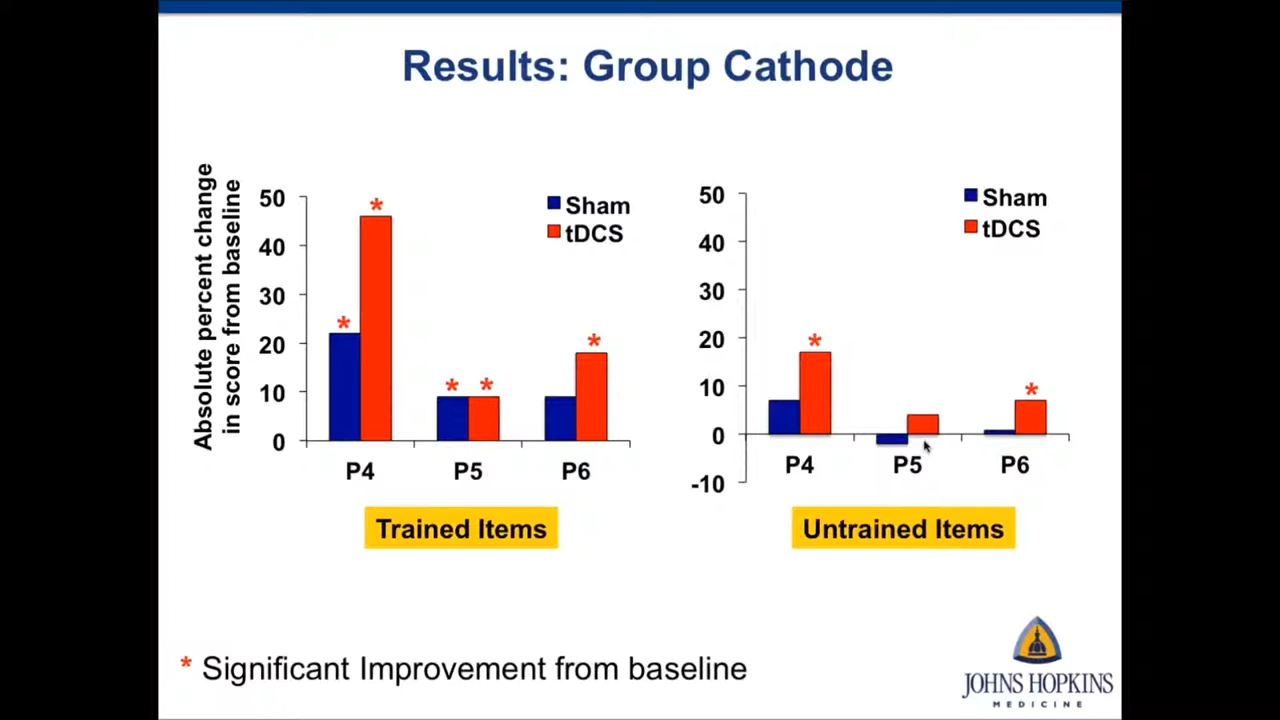 Results: Group Cathode
Absolute percent change
in score from baseline
50
40
30
20
10
0
* *
* *
*
Sham
tDCS
P4 P5 P6
Trained Items
50
40
30
20
10
0
-10
*
*
Sham
tDCS
P4 P5 P6
Untrained Items
* Significant Improvement from baseline
JOHNS HOPKINS
MEDICINE